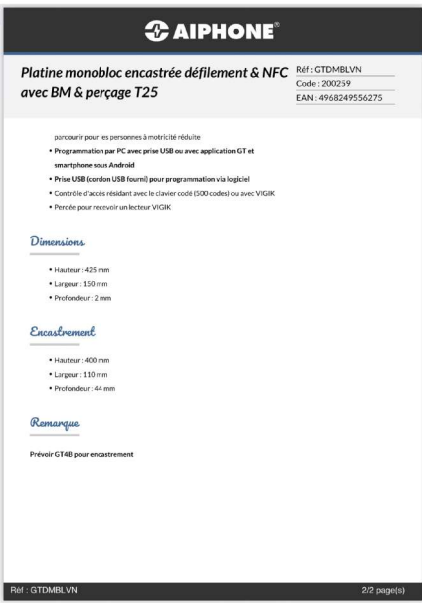 AIPHONE®
Platine monobloc encastrée défilement & NFC
avec BM & perçage T25
Réf : GTDMBLVN
Code : 200259
EAN : 4968249556275
parcourir pour es personnes à motricité réduite
• Programmation par PC avec prise USB ou avec application GT et
smartphone sous Android
• Prise USB (cordon USB fourni) pour programmation via logiciel
• Contrôle d'accès résidant avec le clavier codé (500 codes) ou avec VIGIK
• Percée pour recevoir un lecteur VIGIK
Dimensions
• Hauteur : 425 mm
• Largeur : 150 mm
• Profondeur : 2 mm
Encastrement
• Hauteur : 400 mm
• Largeur : 110 mm
• Profondeur : 44 mm
Remarque
Prévoir GT4B pour encastrement
Réf : GTDMBLVN
2/2 page(s)